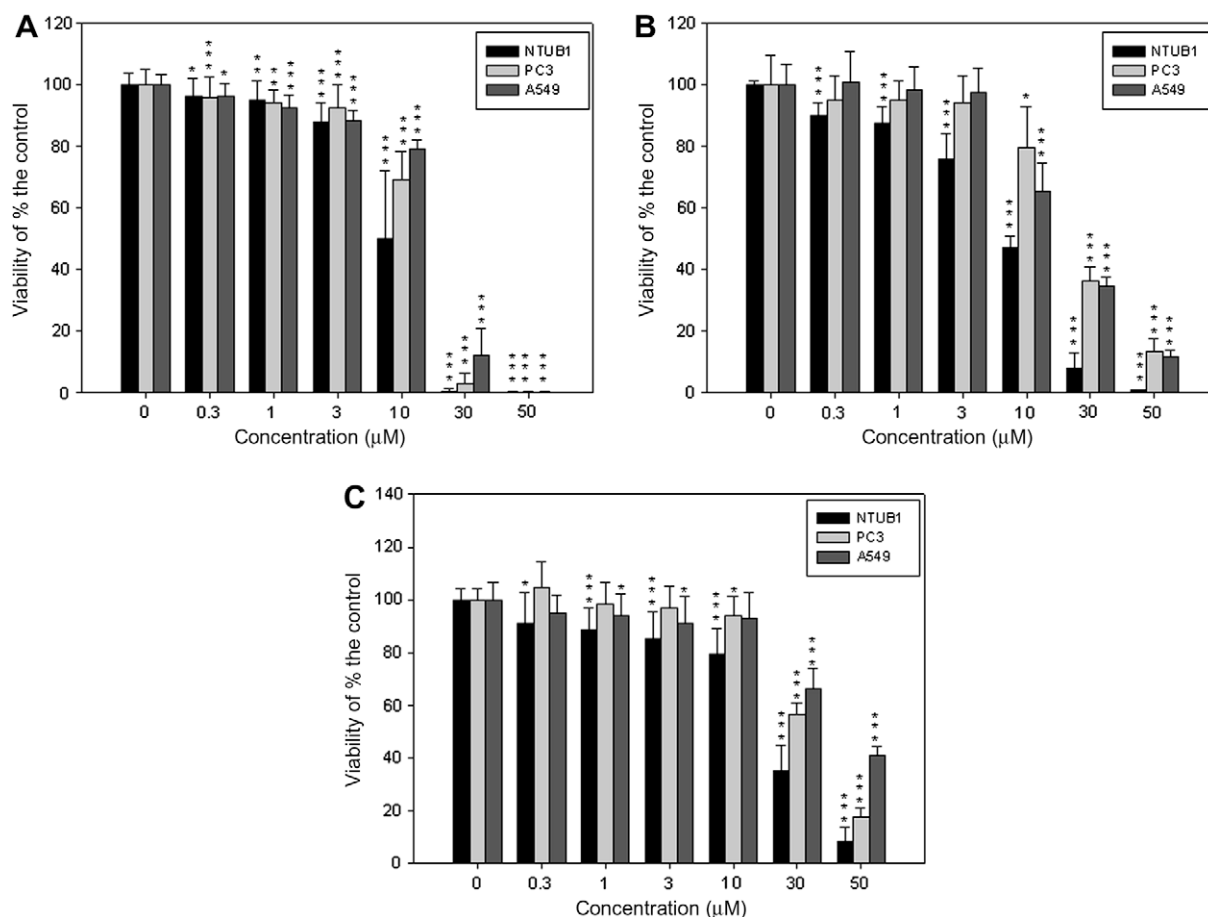 A
120
100
80
60
40
20
0
Viability of % the control
NTUB1
PC3
A549
* *** *
** ** ***
*** *** ***
*** *** ***
*** *** ***
*** *** ***
0 0.3 1 3 10 30 50
Concentration (μM)
B
120
100
80
60
40
20
0
Viability of % the control
NTUB1
PC3
A549
***
***
***
*** * ***
*** *** ***
*** *** ***
0 0.3 1 3 10 30 50
Concentration (μM)
C
140
120
100
80
60
40
20
0
Viability of % the control
NTUB1
PC3
A549
*
*** *
*** *
*** *
*** *** ***
*** *** ***
0 0.3 1 3 10 30 50
Concentration (μM)